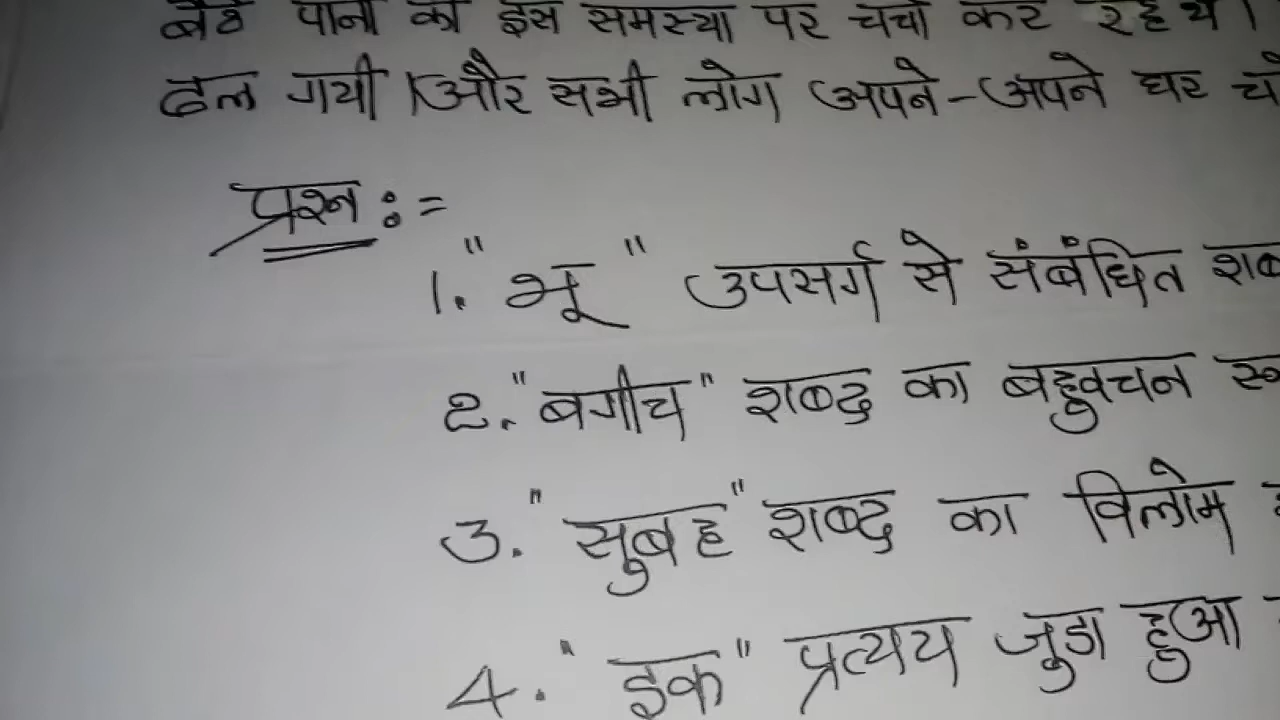 बैठे पानी की इस समस्या पर चर्चा कर रहे थे।
ढल गयी। और सभी लोग अपने-अपने घर
प्रश्न :=
1. "भू" उपसर्ग से संबंधित
2. "बगीच" शब्द का बहुवचन
3. "सुबह" शब्द का विलोम
4. "इक" प्रत्यय जुडा हुआ